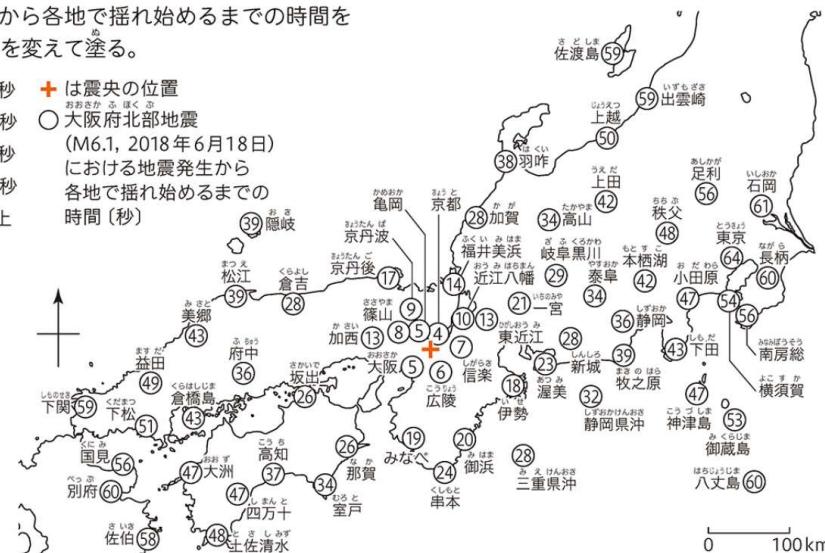 から各地で揺れ始めるまでの時間を
を変えて塗る。
秒
秒
秒
秒
上
+は震央の位置
○大阪府北部地震
(M6.1, 2018年6月18日)
における地震発生から
各地で揺れ始めるまでの
時間〔秒〕
佐渡島 59
59 出雲崎
上越 50
38 羽咋
足利 56
石岡 61
上田 42
秩父 48
東京 64
長柄 60
亀岡
京都
28 加賀
34 高山
39 隠岐
京丹波
福井美浜 14
岐阜黒川 29
本栖湖 42
小田原 47
京丹後 17
近江八幡
泰阜 34
54
56
松江 39
倉吉 28
篠山
9
8
5
4
10
13
21 一宮
36 静岡
南房総
美郷 43
加西 13
7
東近江
28
新城
39
牧之原
43 下田
横須賀
益田 49
府中 36
大阪 5
6
広陵
信楽
23 渥美
坂出 26
18
伊勢
32
静岡県沖
47
神津島
53
御蔵島
下関 59
下松 51
倉橋島 43
国見 56
47 大洲
高知 37
26
那賀
19
みなべ
20
御浜
28
三重県沖
八丈島 60
別府 60
47
四万十
34
室戸
24
串本
佐伯 58
48
土佐清水
0 100km